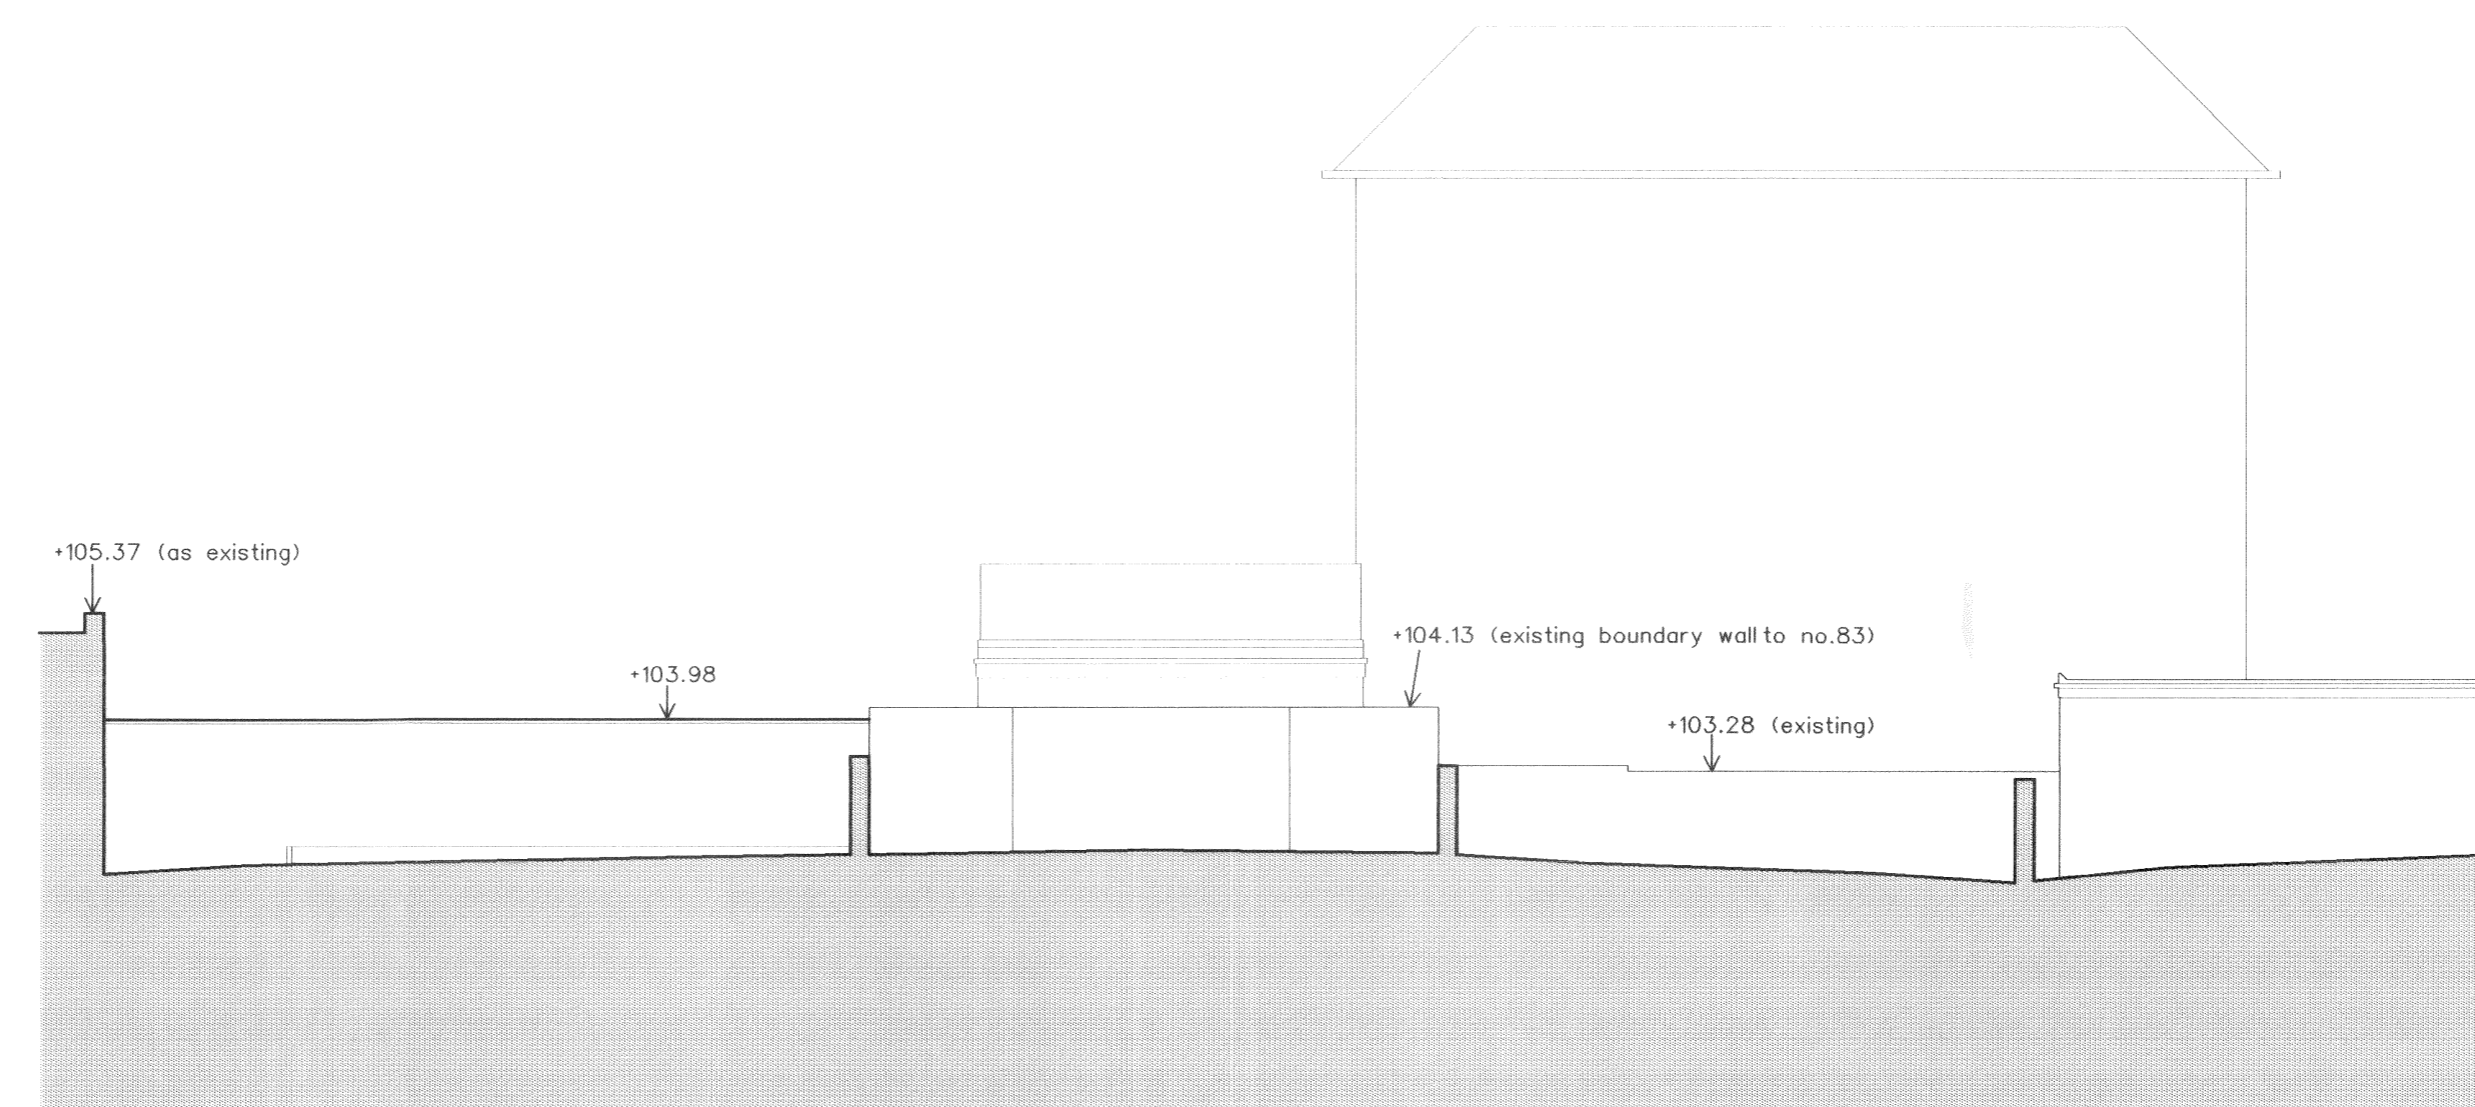 +105.37 (as existing)
+103.98
+104.13 (existing boundary wall to no.83)
+103.28 (existing)